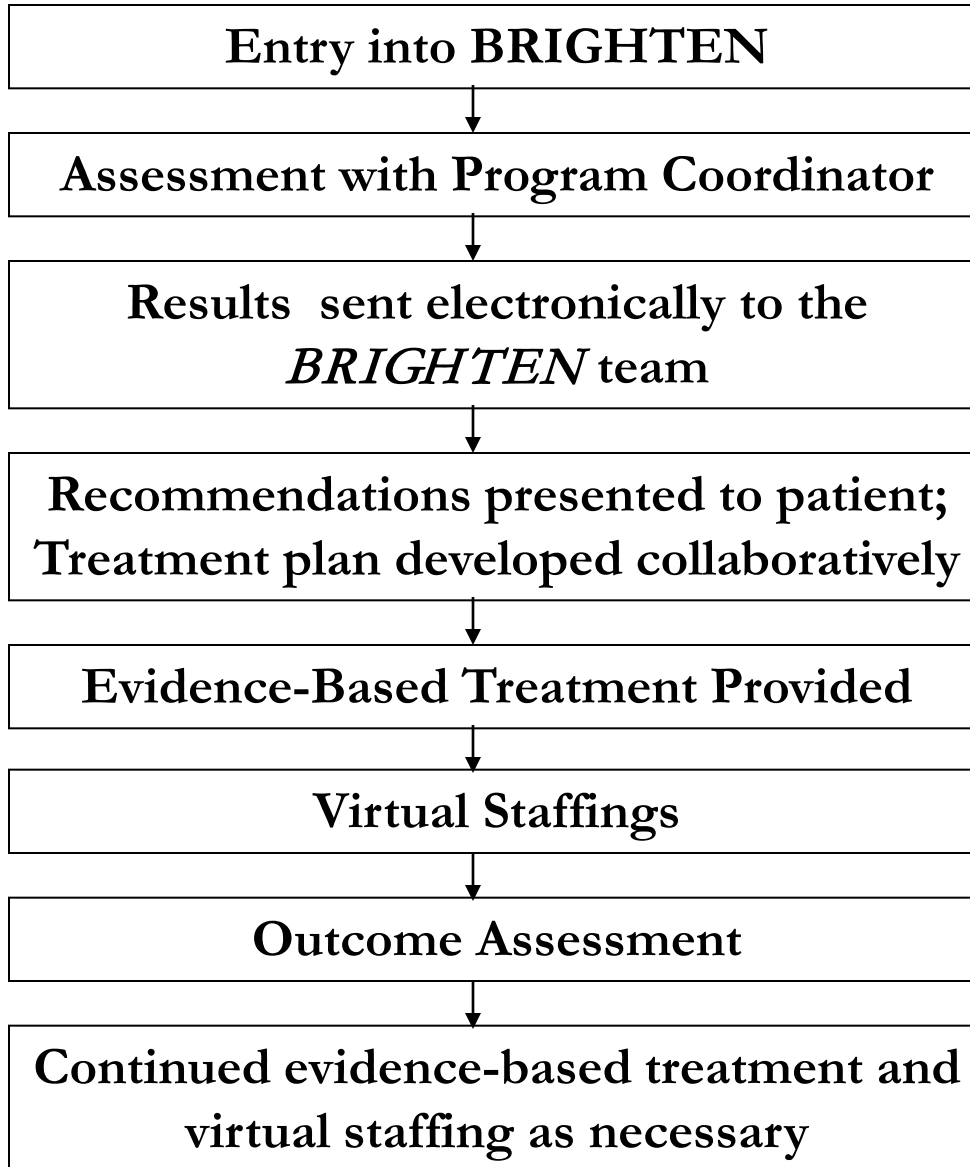 Entry into BRIGHTEN
Assessment with Program Coordinator
Results  sent electronically to the
BRIGHTEN team
Recommendations presented to patient;
Treatment plan developed collaboratively
Evidence-Based Treatment Provided
Virtual Staffings
Outcome Assessment
Continued evidence-based treatment and
virtual staffing as necessary